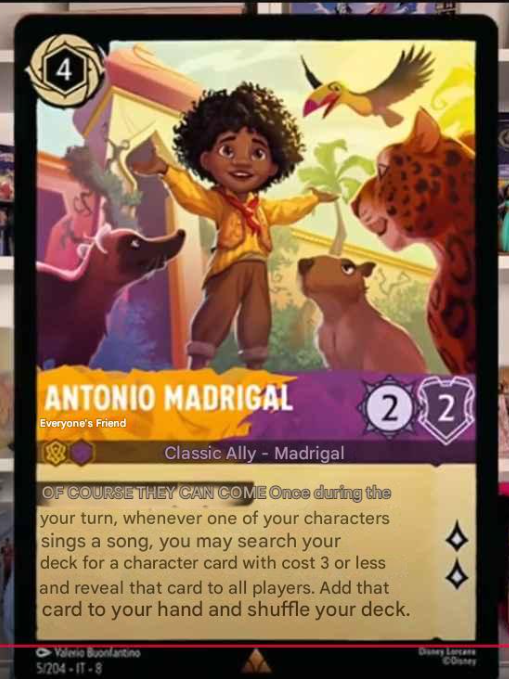 4
ANTONIO MADRIGAL
2
2
Everyone's Friend
Classic Ally - Madrigal
OF COURSE THEY CAN COME Once during the
your turn, whenever one of your characters
sings a song, you may search your
deck for a character card with cost 3 or less
and reveal that card to all players. Add that
card to your hand and shuffle your deck.
Valerio Buonfantino
Disney Lorcana
5/204 - IT - 8
©Disney